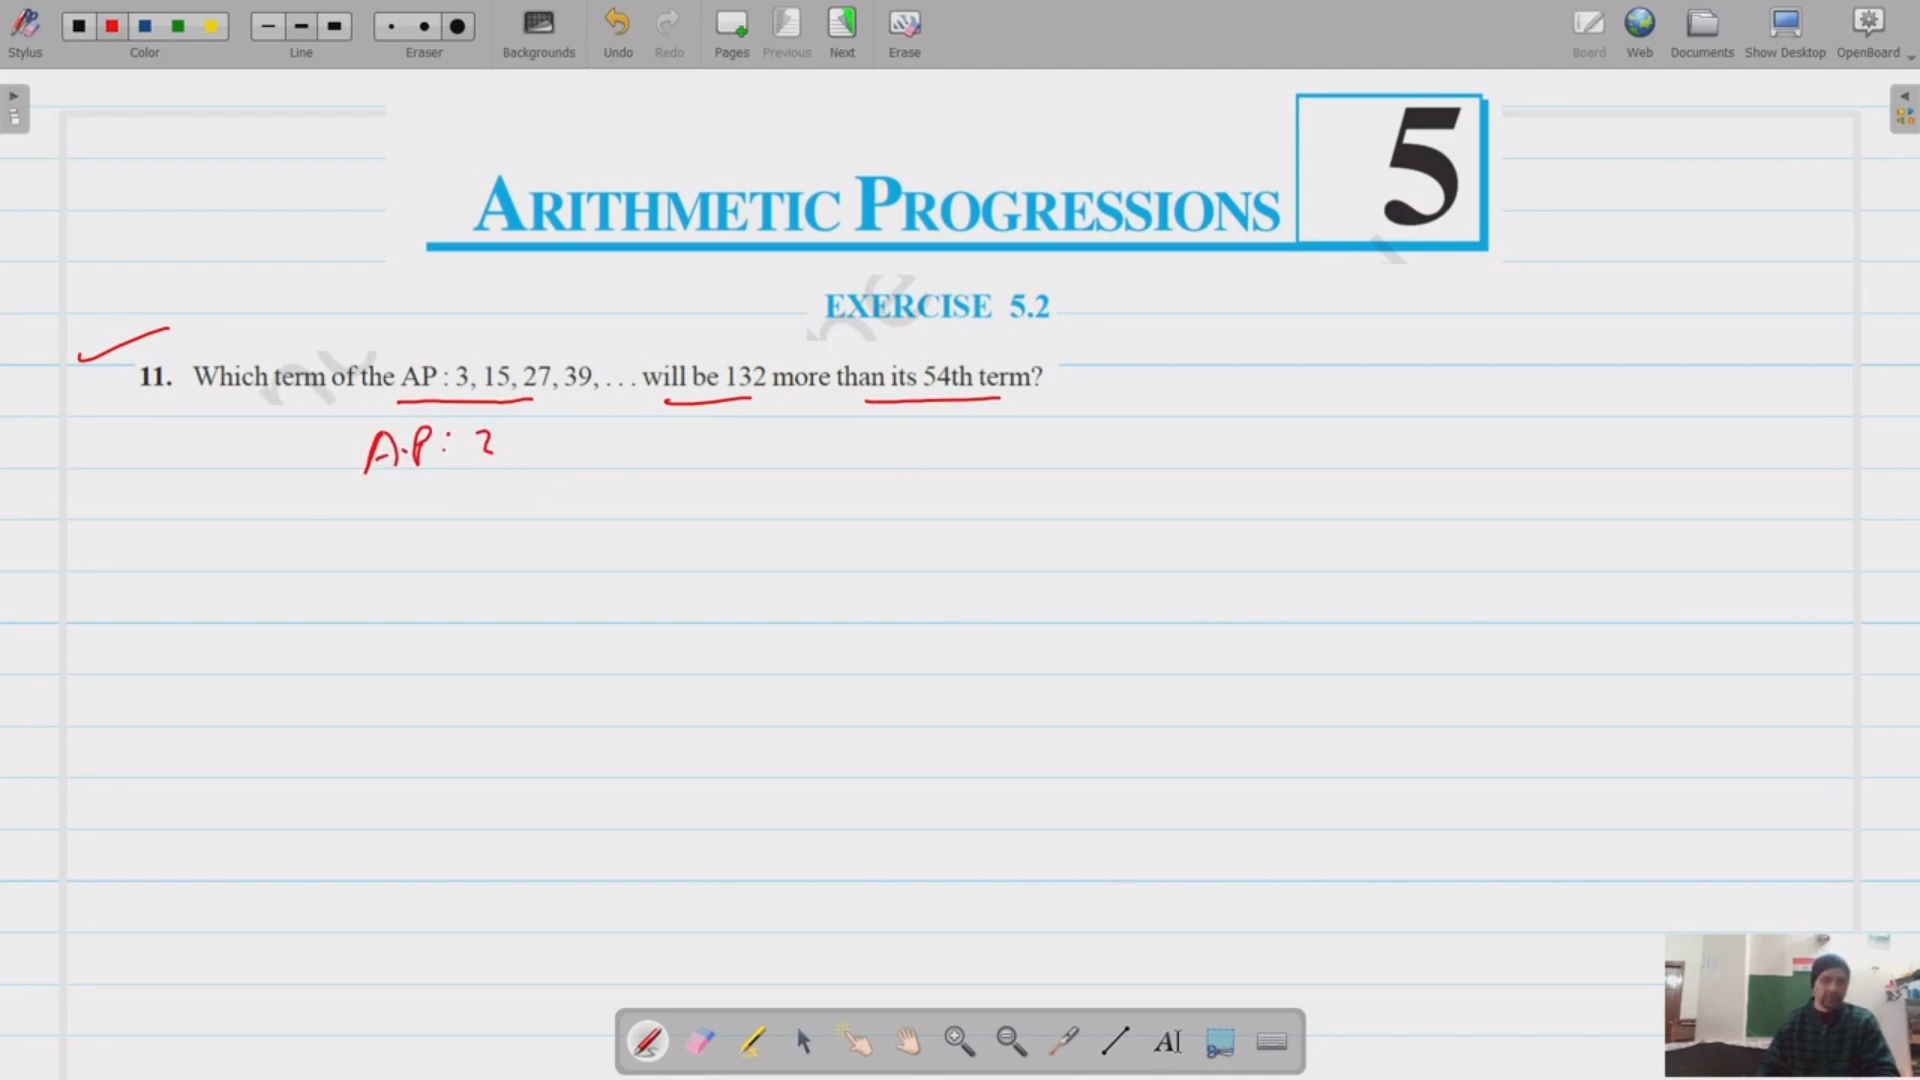 Stylus
Color
Line
Eraser
Backgrounds
Undo
Redo
Pages
Previous
Next
Erase
Board
Web
Documents
Show Desktop
OpenBoard
ARITHMETIC PROGRESSIONS
5
EXERCISE 5.2
11. Which term of the AP : 3, 15, 27, 39, . . . will be 132 more than its 54th term?
A.P: